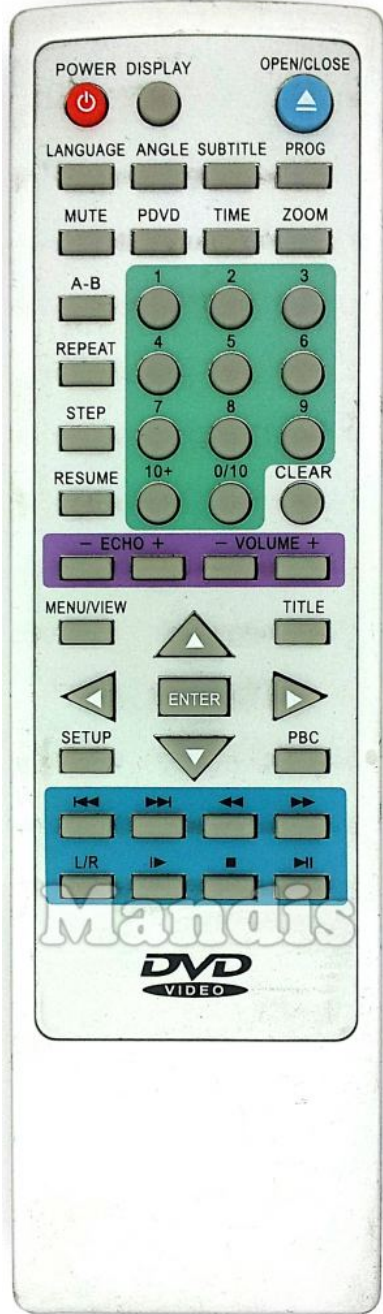 POWER DISPLAY OPEN/CLOSE
LANGUAGE ANGLE SUBTITLE PROG
MUTE PDVD TIME ZOOM
A-B 1 2 3
REPEAT 4 5 6
STEP 7 8 9
RESUME 10+ 0/10 CLEAR
- ECHO + - VOLUME +
MENU/VIEW TITLE
ENTER
SETUP PBC
L/R
Mandis
DVD
VIDEO